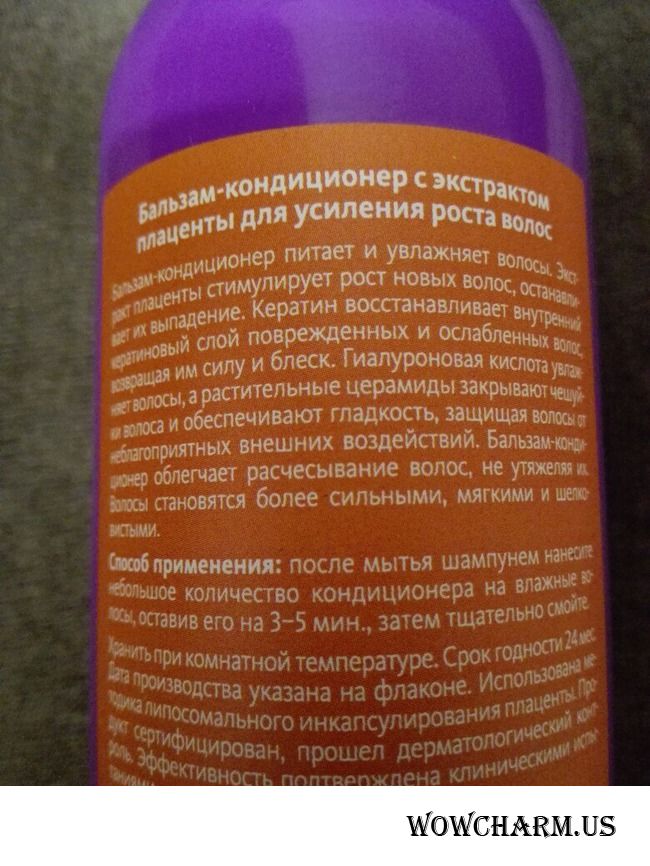 Бальзам-кондиционер с экстрактом
плаценты для усиления роста волос
Бальзам-кондиционер питает и увлажняет волосы. Экст-
ракт плаценты стимулирует рост новых волос, останавли-
вает их выпадение. Кератин восстанавливает внутренний
кератиновый слой поврежденных и ослабленных волос,
возвращая им силу и блеск. Гиалуроновая кислота увлаж-
няет волосы, а растительные церамиды закрывают чешуй-
ки волоса и обеспечивают гладкость, защищая волосы от
неблагоприятных внешних воздействий. Бальзам-конди-
ционер облегчает расчесывание волос, не утяжеляя их.
Волосы становятся более сильными, мягкими и шелко-
вистыми.
Способ применения: после мытья шампунем нанесите
небольшое количество кондиционера на влажные во-
лосы, оставив его на 3–5 мин., затем тщательно смойте.
Хранить при комнатной температуре. Срок годности 24 мес.
Дата производства указана на флаконе. Использована ме-
тодика липосомального инкапсулирования плаценты. Про-
дукт сертифицирован, прошел дерматологический конт-
роль. Эффективность подтверждена клиническими испы-
таниями
WOWCHARM.US